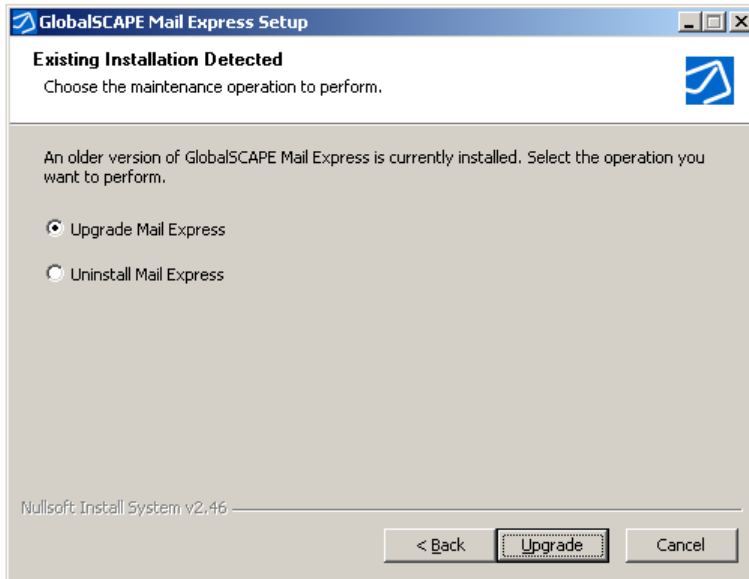 GlobalSCAPE Mail Express Setup
Existing Installation Detected
Choose the maintenance operation to perform.
An older version of GlobalSCAPE Mail Express is currently installed. Select the operation you
want to perform.
Upgrade Mail Express
Uninstall Mail Express
Nullsoft Install System v2.46
< Back
Upgrade
Cancel